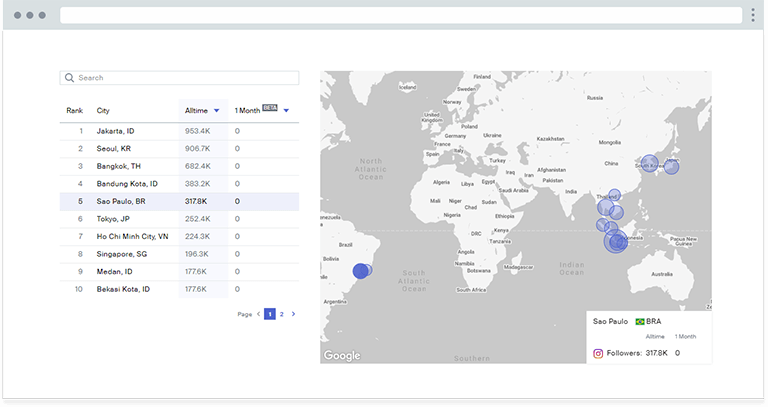 Search
Rank City Alltime 1 Month BETA
1 Jakarta, ID 953.4K 0
2 Seoul, KR 906.7K 0
3 Bangkok, TH 682.4K 0
4 Bandung Kota, ID 383.2K 0
5 Sao Paulo, BR 317.8K 0
6 Tokyo, JP 252.4K 0
7 Ho Chi Minh City, VN 224.3K 0
8 Singapore, SG 196.3K 0
9 Medan, ID 177.6K 0
10 Bekasi Kota, ID 177.6K 0
Page < 1 2 >
Finland
Iceland
Sweden
Norway
Russia
United
Kingdom
Poland
Germany
Ukraine
France
Kazakhstan
Mongolia
Spain
Italy
Turkey
North
Atlantic
Ocean
China
South Korea
Japan
Iraq
Iran
Afghanistan
Pakistan
Algeria
Libya
Egypt
Saudi Arabia
India
Thailand
Mali
Niger
Sudan
Chad
Nigeria
Ethiopia
Kenya
DRC
Tanzania
Indonesia
Papua New
Guinea
Brazil
Bolivia
Angola
Namibia
Botswana
Madagascar
South
Atlantic
Ocean
Indian
Ocean
Australia
South Africa
Argentina
Southern
Google
Sao Paulo BRA
Alltime 1 Month
Followers: 317.8K 0